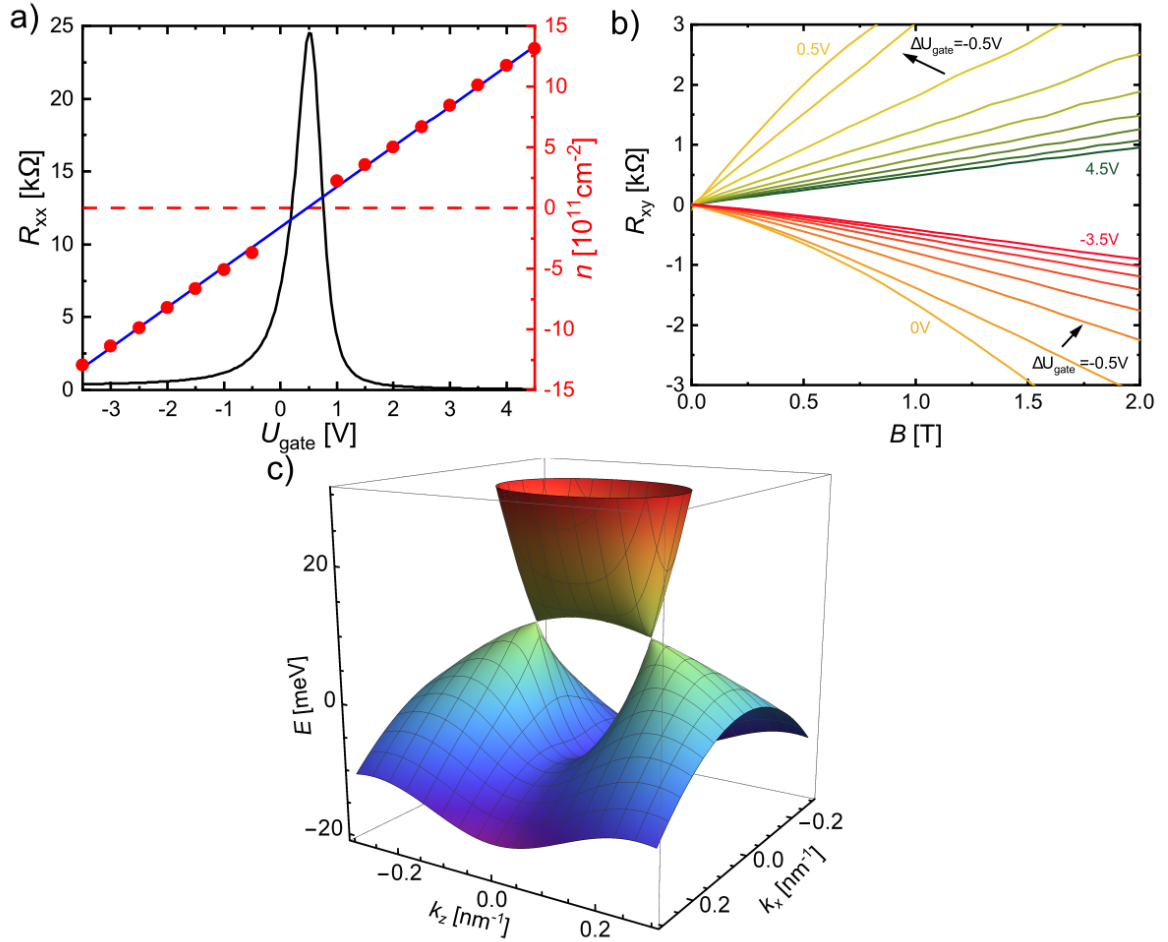 a)
25
20
15
10
5
0
R_xx [kΩ]
15
10
5
0
-5
-10
-15
n [10^11 cm^-2]
-3 -2 -1 0 1 2 3 4
U_gate [V]
b)
3
2
1
0
-1
-2
-3
R_xy [kΩ]
0.5V
ΔU_gate=-0.5V
4.5V
-3.5V
0V
ΔU_gate=-0.5V
0.0 0.5 1.0 1.5 2.0
B [T]
c)
20
0
−20
E [meV]
−0.2
0.0
0.2
k_z [nm^-1]
−0.2
0.0
0.2
k_x [nm^-1]